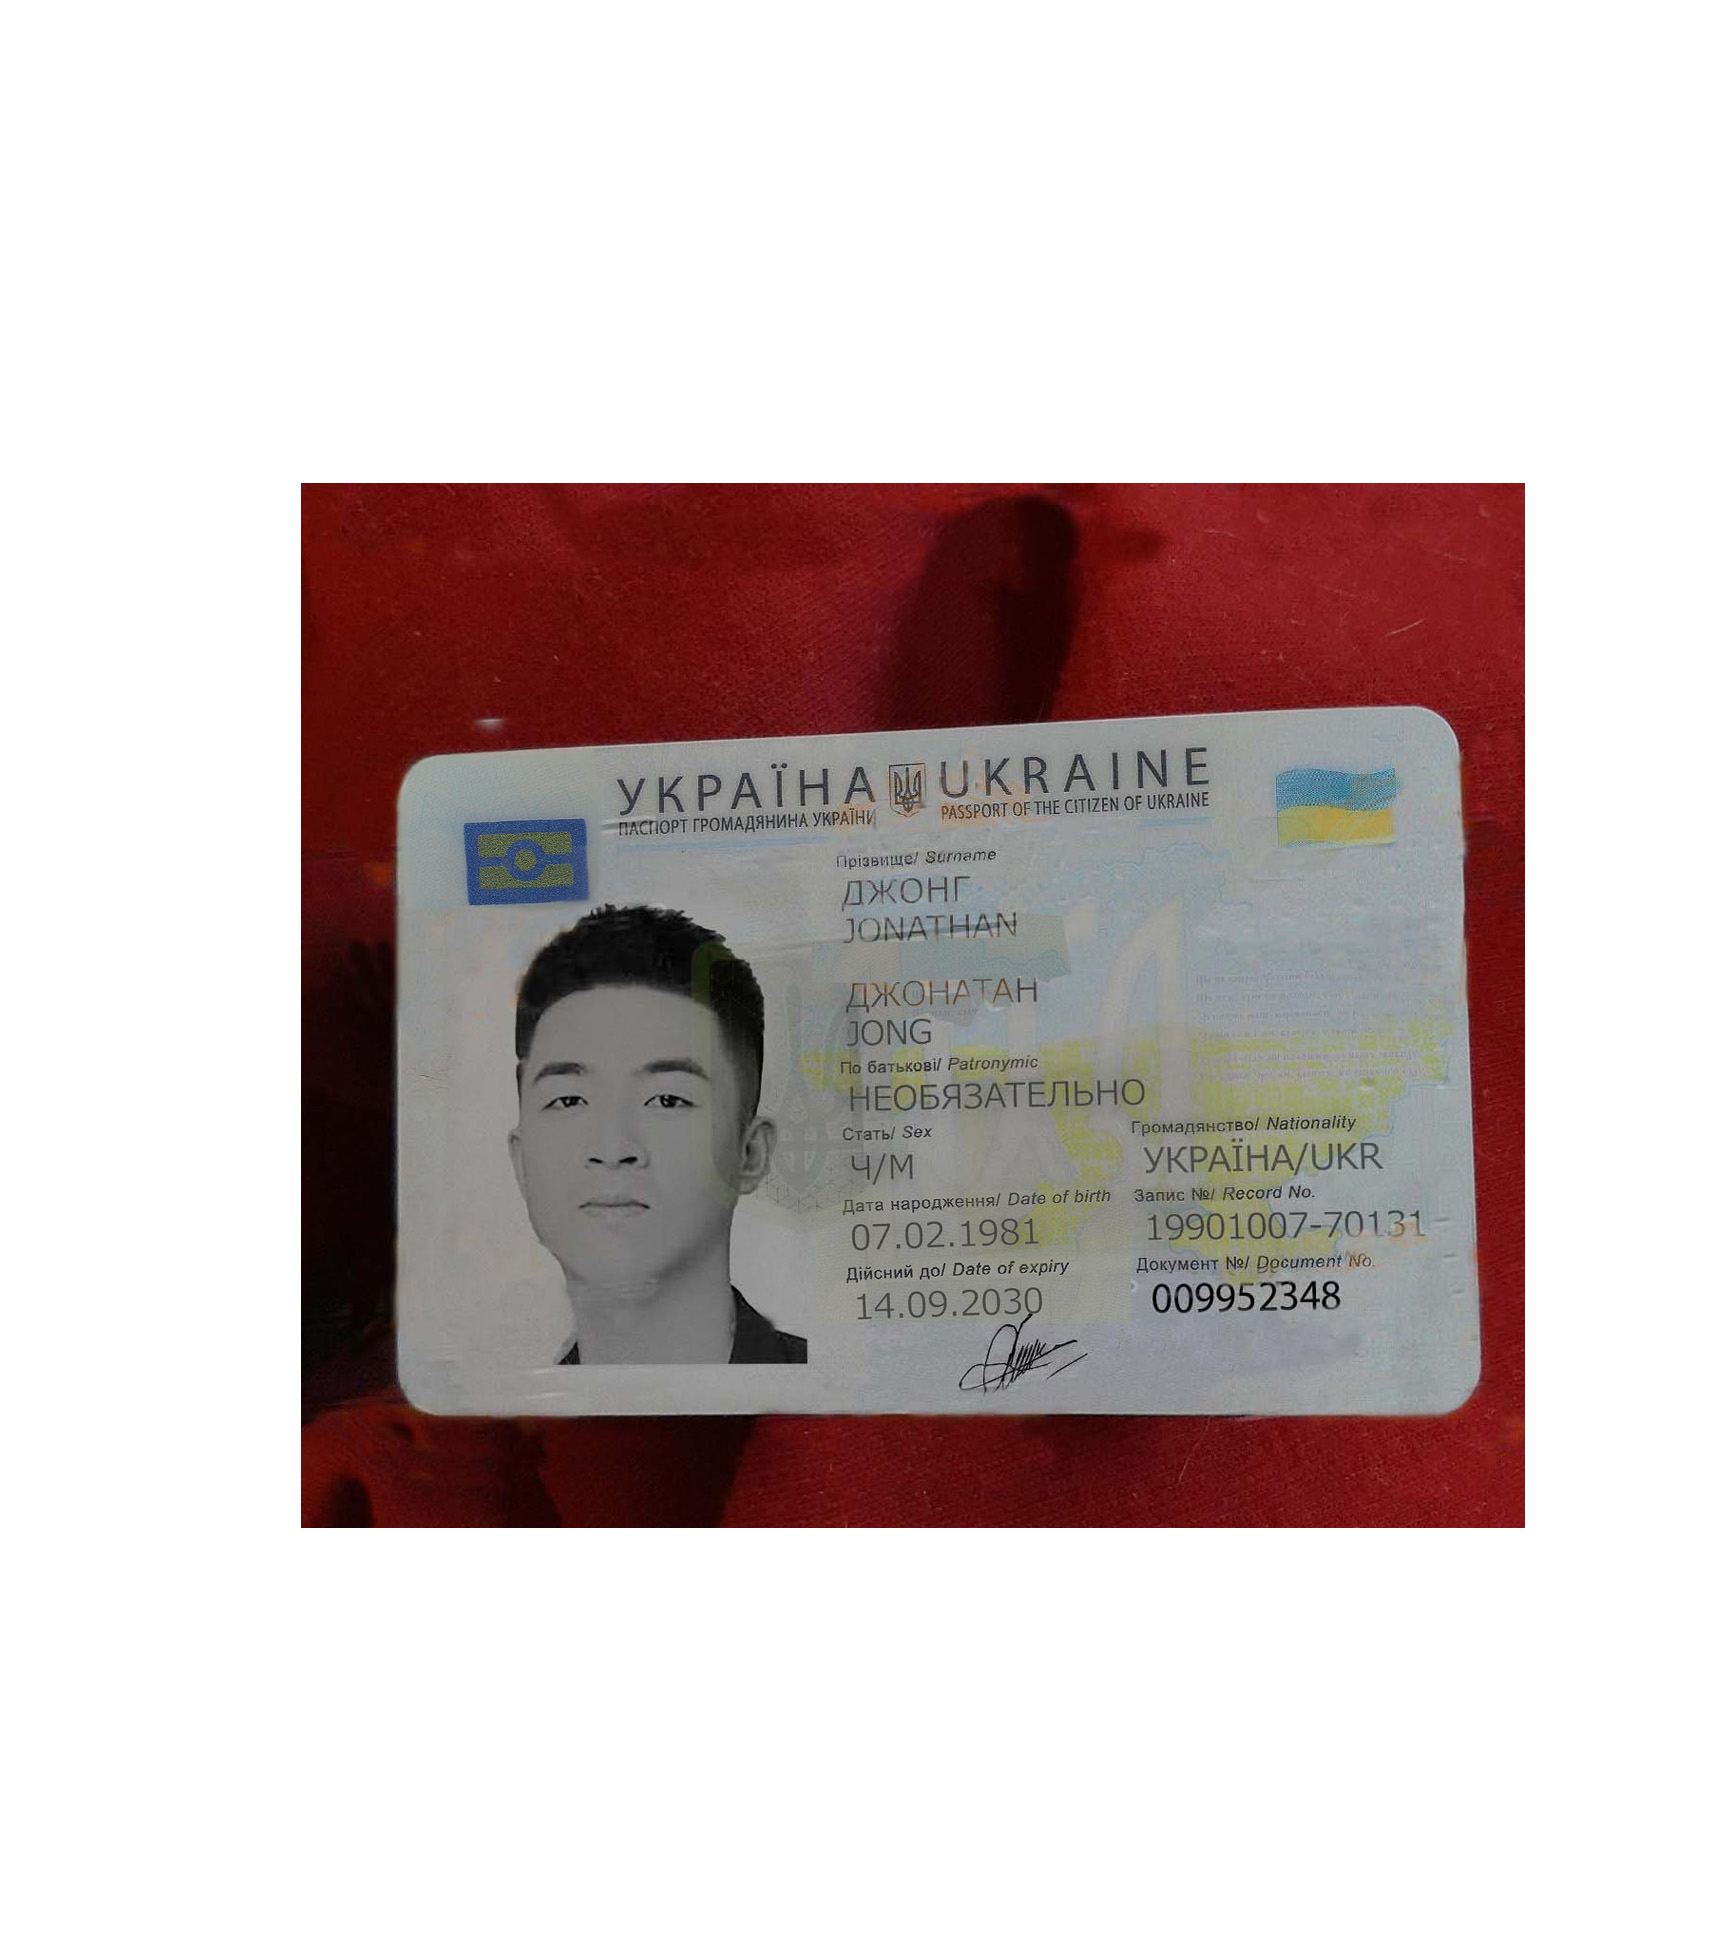 УКРАЇНА UKRAINE
ПАСПОРТ ГРОМАДЯНИНА УКРАЇНИ PASSPORT OF THE CITIZEN OF UKRAINE
Прізвище/ Surname
ДЖОНГ
JONATHAN
ДЖОНАТАН
JONG
По батькові/ Patronymic
НЕОБЯЗАТЕЛЬНО
Стать/ Sex Громадянство/ Nationality
Ч/М УКРАЇНА/UKR
Дата народження/ Date of birth Запис №/ Record No.
07.02.1981 19901007-70131
Дійсний до/ Date of expiry Документ №/ Document No.
14.09.2030 009952348